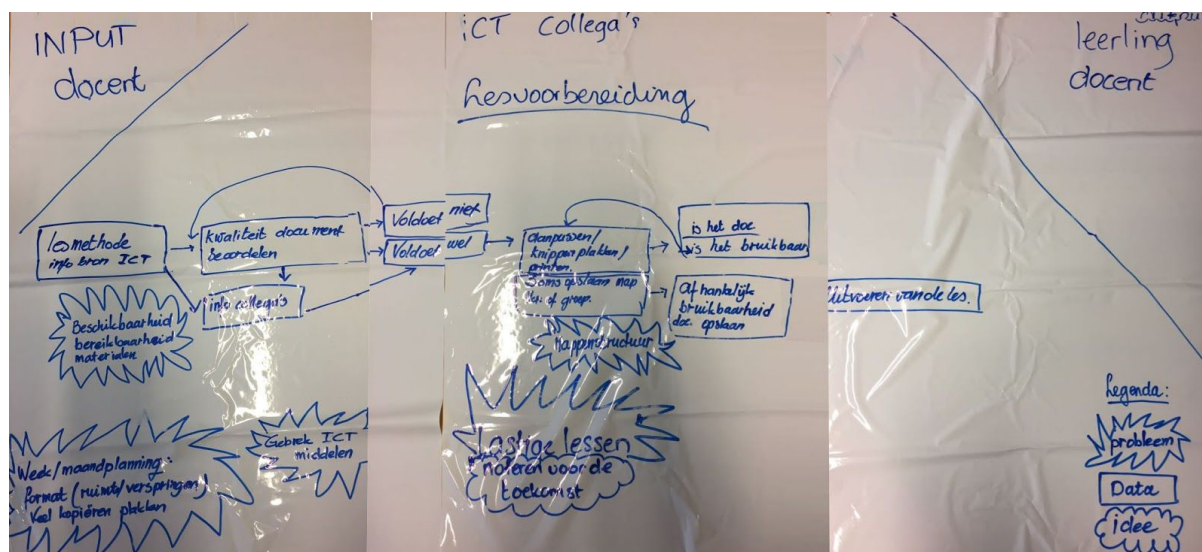 INPUT
docent
lesmethode
info bron ICT
kwaliteit document
beoordelen
info collega's
Beschikbaarheid
bereikbaarheid
materialen
Week/maandplanning:
format (ruimte/verspringen)
Veel kopiëren plakken
Gebrek ICT
middelen
iCT Collega's
Lesvoorbereiding
Voldoet niet
Voldoet wel
Aanpassen/
knippen plakken/
printen.
Soms opslaan map
of groep.
Mappenstructuur
Lastige lessen
noteren voor de
toekomst
is het doc
is het bruikbaar
Afhankelijk
bruikbaarheid
doc. opslaan
leerling
docent
Uitvoeren van de les.
Legenda:
probleem
Data
idee